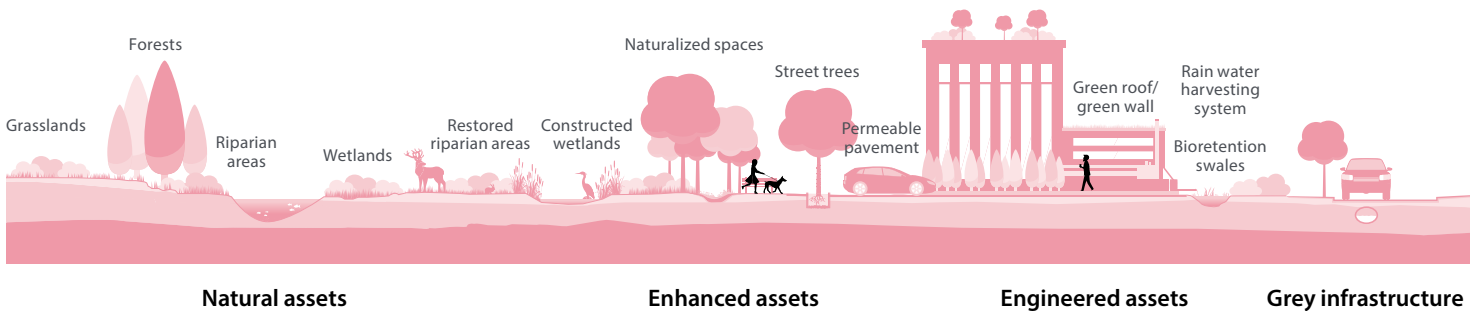 Forests
Grasslands
Riparian
areas
Wetlands
Restored
riparian areas
Constructed
wetlands
Naturalized spaces
Street trees
Permeable
pavement
Green roof/
green wall
Rain water
harvesting
system
Bioretention
swales
Natural assets
Enhanced assets
Engineered assets
Grey infrastructure